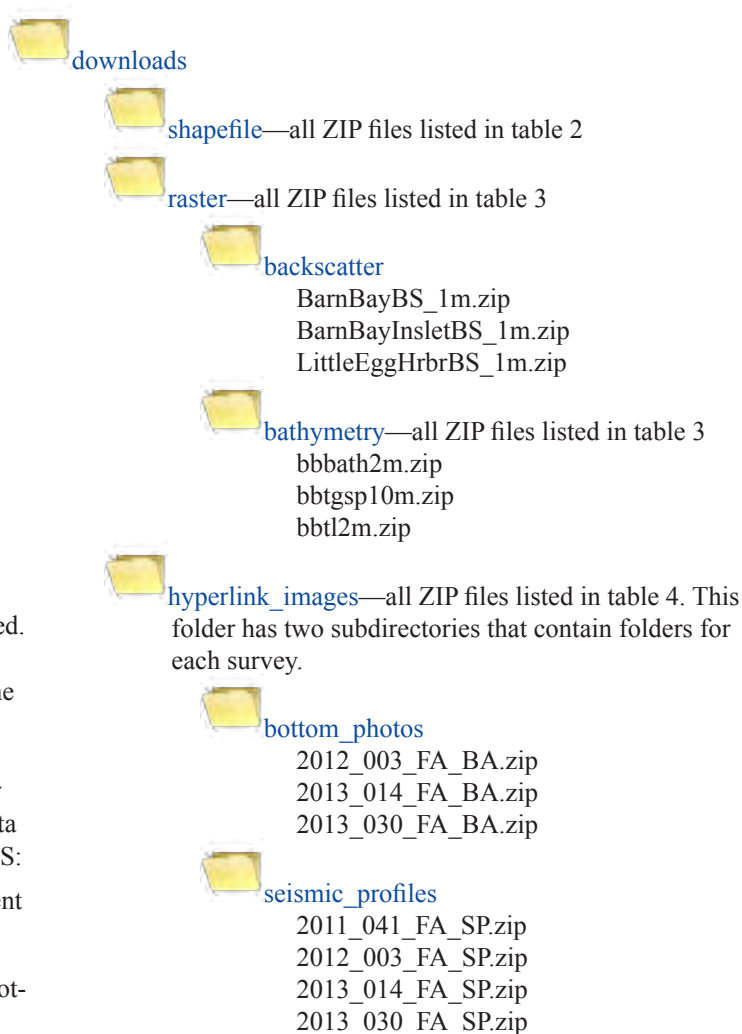 downloads
shapefile—all ZIP files listed in table 2
raster—all ZIP files listed in table 3
backscatter
BarnBayBS_1m.zip
BarnBayInsletBS_1m.zip
LittleEggHrbrBS_1m.zip
bathymetry—all ZIP files listed in table 3
bbbath2m.zip
bbtgsp10m.zip
bbtl2m.zip
hyperlink_images—all ZIP files listed in table 4. This
folder has two subdirectories that contain folders for
each survey.
bottom_photos
2012_003_FA_BA.zip
2013_014_FA_BA.zip
2013_030_FA_BA.zip
seismic_profiles
2011_041_FA_SP.zip
2012_003_FA_SP.zip
2013_014_FA_SP.zip
2013_030_FA_SP.zip